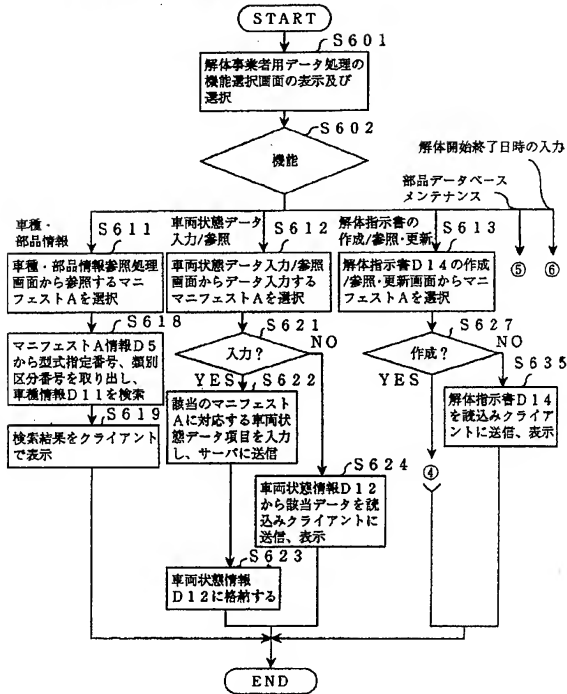 START
S601
解体事業者用データ処理の
機能選択画面の表示及び
選択
S602
機能
解体開始終了日時の入力
部品データベース
メンテナンス
車種・
部品情報
S611
車両状態データ
入力/参照
S612
解体指示書の
作成/参照・更新
S613
⑤
⑥
車種・部品情報参照処理
画面から参照するマニ
フェストAを選択
車両状態データ入力/参照
画面からデータ入力する
マニフェストAを選択
解体指示書D14の作成
/参照・更新画面からマニ
フェストAを選択
S618
マニフェストA情報D5
から型式指定番号、類別
区分番号を取り出し、
車種情報D11を検索
S621
入力?
NO
YES
S627
作成?
NO
YES
S635
解体指示書D14
を読込みクライア
ントに送信、表示
S619
検索結果をクライアント
で表示
S622
該当のマニフェスト
Aに対応する車両状
態データ項目を入力
し、サーバに送信
④
S624
車両状態情報D12
から該当データを読
込みクライアントに
送信、表示
S623
車両状態情報
D12に格納する
END